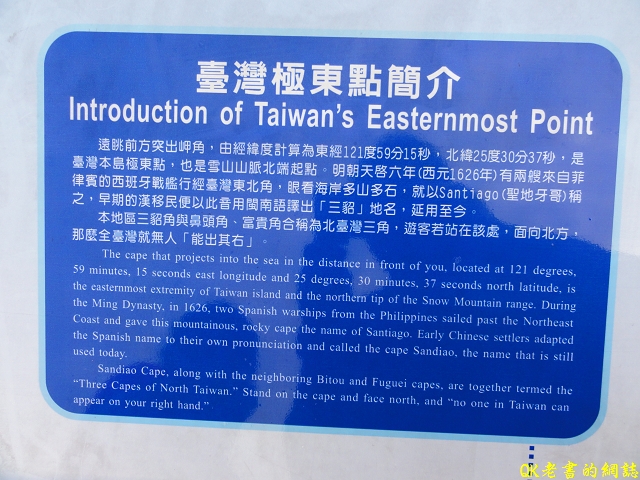 臺灣極東點簡介
Introduction of Taiwan's Easternmost Point
遠眺前方突出岬角，由經緯度計算為東經121度59分15秒，北緯25度30分37秒，是
臺灣本島極東點，也是雪山山脈北端起點。明朝天啓六年(西元1626年)有兩艘來自菲
律賓的西班牙戰艦行經臺灣東北角，眼看海岸多山多石，就以Santiago(聖地牙哥)稱
之，早期的漢移民便以此音用閩南語譯出「三貂」地名，延用至今。
本地區三貂角與鼻頭角、富貴角合稱為北臺灣三角，遊客若站在該處，面向北方，
那麼全臺灣就無人「能出其右」。
The cape that projects into the sea in the distance in front of you, located at 121 degrees,
59 minutes, 15 seconds east longitude and 25 degrees, 30 minutes, 37 seconds north latitude, is
the easternmost extremity of Taiwan island and the northern tip of the Snow Mountain range. During
the Ming Dynasty, in 1626, two Spanish warships from the Philippines sailed past the Northeast
Coast and gave this mountainous, rocky cape the name of Santiago. Early Chinese settlers adapted
the Spanish name to their own pronunciation and called the cape Sandiao, the name that is still
used today.
Sandiao Cape, along with the neighboring Bitou and Fuguei capes, are together termed the
“Three Capes of North Taiwan.” Stand on the cape and face north, and “no one in Taiwan can
appear on your right hand.”
QK老書的網誌